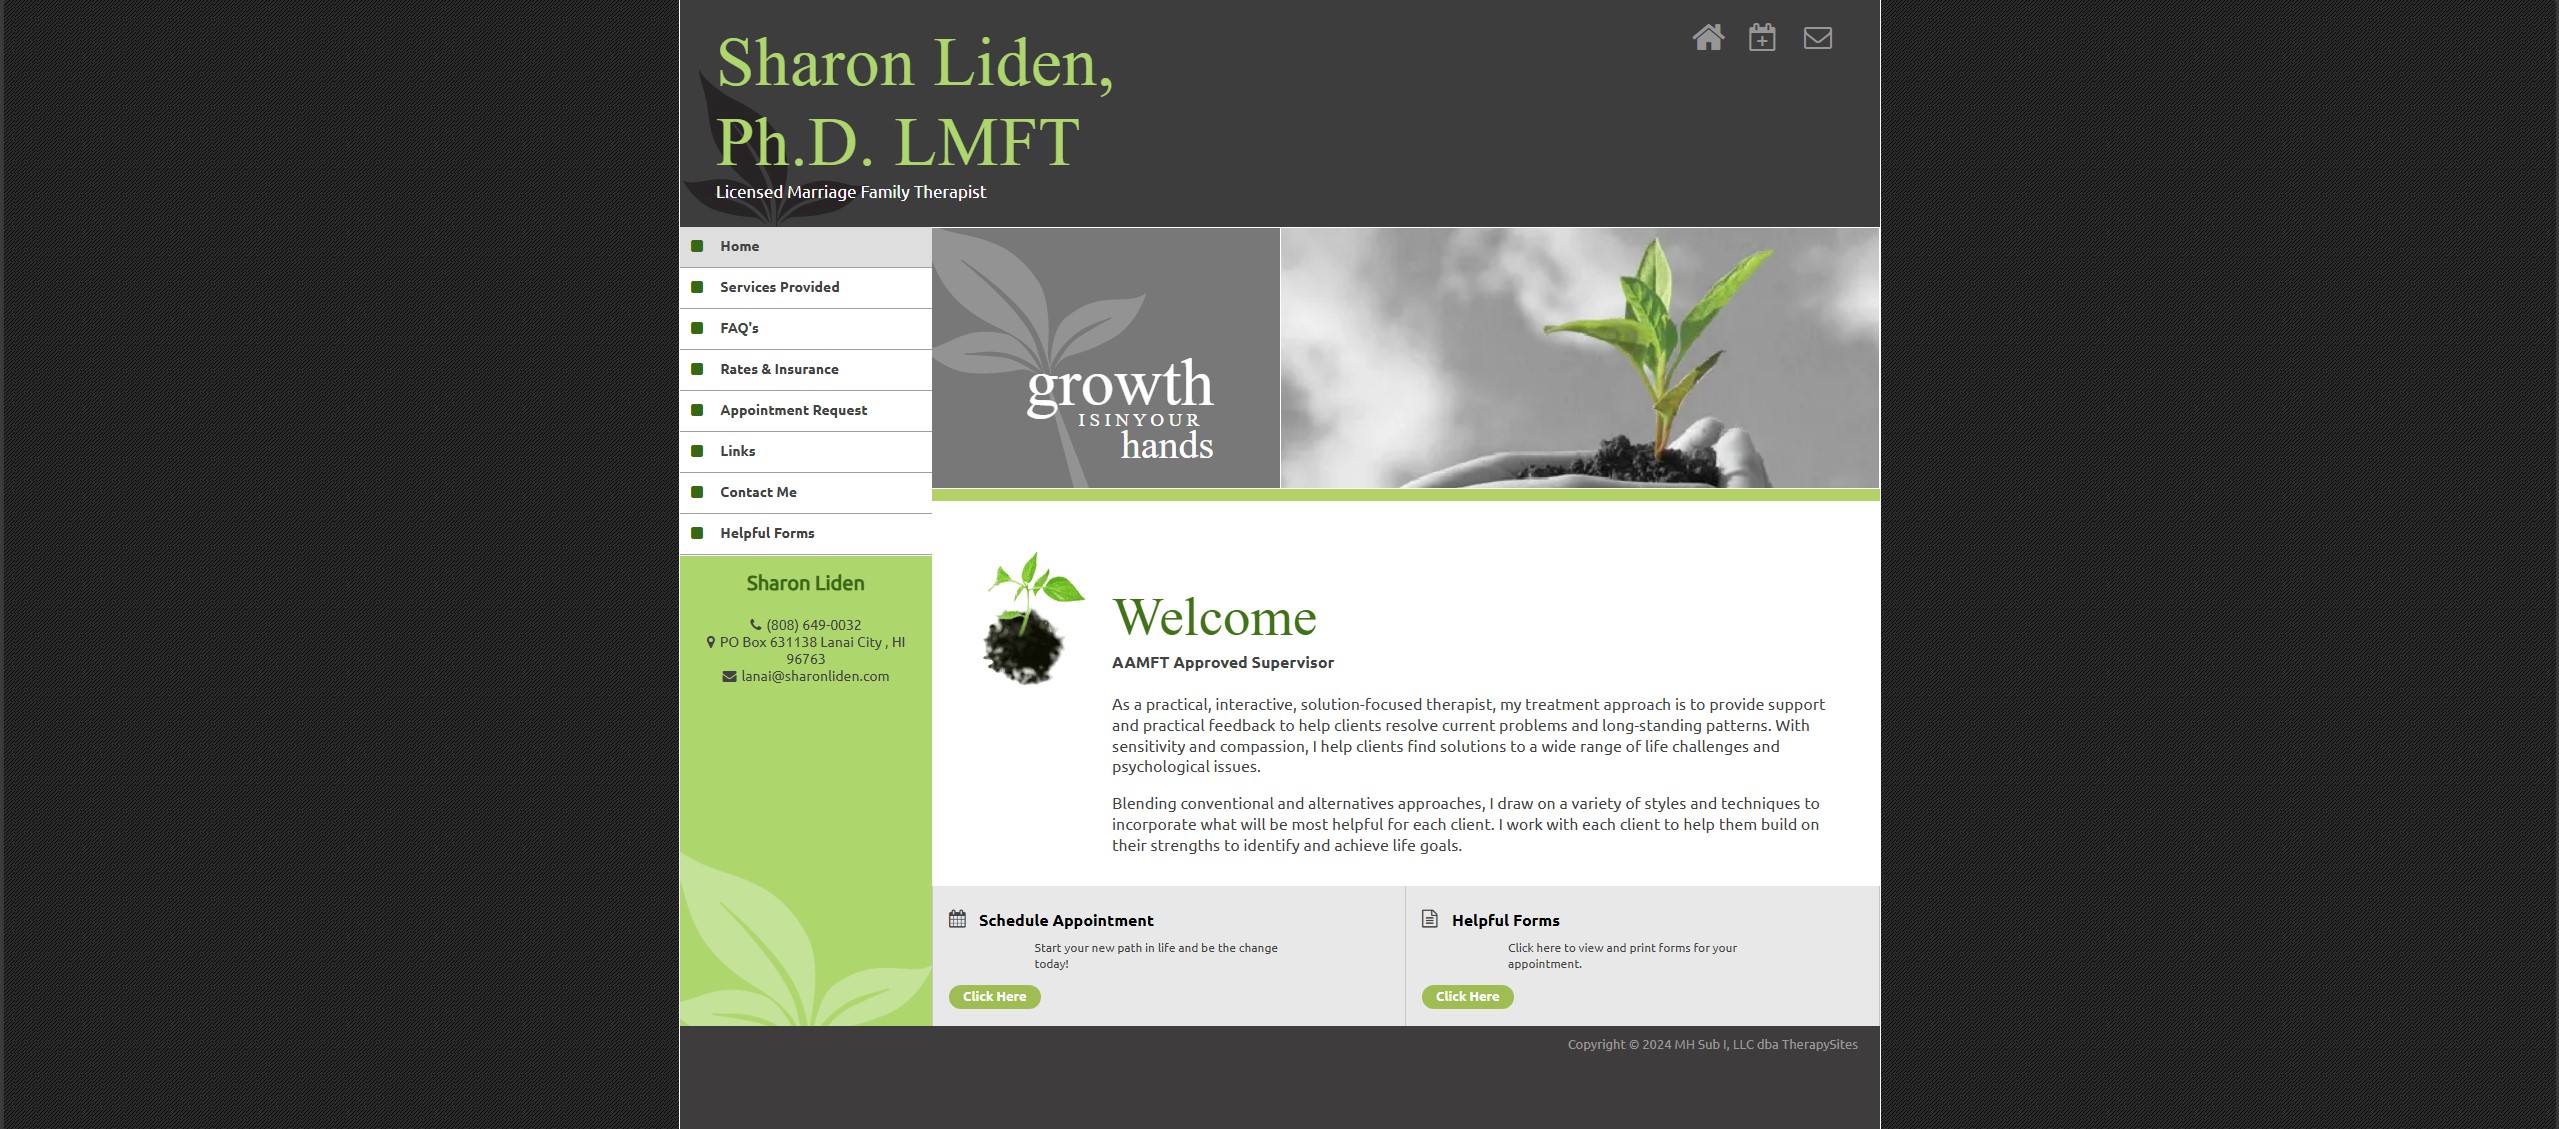 Sharon Liden,
Ph.D. LMFT
Licensed Marriage Family Therapist
Home
Services Provided
FAQ's
Rates & Insurance
Appointment Request
Links
Contact Me
Helpful Forms
Sharon Liden
(808) 649-0032
PO Box 631138 Lanai City , HI
96763
lanai@sharonliden.com
growth
ISINYOUR
hands
Welcome
AAMFT Approved Supervisor
As a practical, interactive, solution-focused therapist, my treatment approach is to provide support
and practical feedback to help clients resolve current problems and long-standing patterns. With
sensitivity and compassion, I help clients find solutions to a wide range of life challenges and
psychological issues.
Blending conventional and alternatives approaches, I draw on a variety of styles and techniques to
incorporate what will be most helpful for each client. I work with each client to help them build on
their strengths to identify and achieve life goals.
Schedule Appointment
Start your new path in life and be the change
today!
Click Here
Helpful Forms
Click here to view and print forms for your
appointment.
Click Here
Copyright © 2024 MH Sub I, LLC dba TherapySites